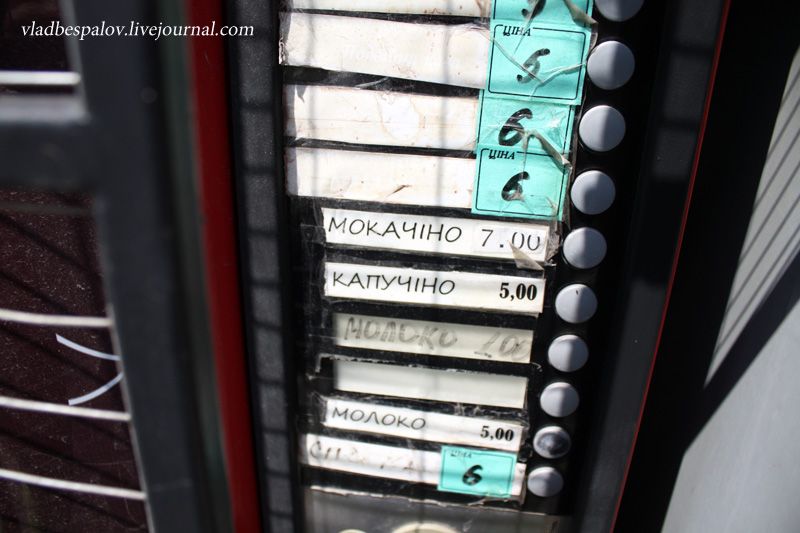 vladbespalov.livejournal.com
ЦІНА
5
6
ЦІНА
6
МОКАЧІНО 7.00
КАПУЧІНО 5,00
МОЛОКО
МОЛОКО 5,00
ЦІНА
6